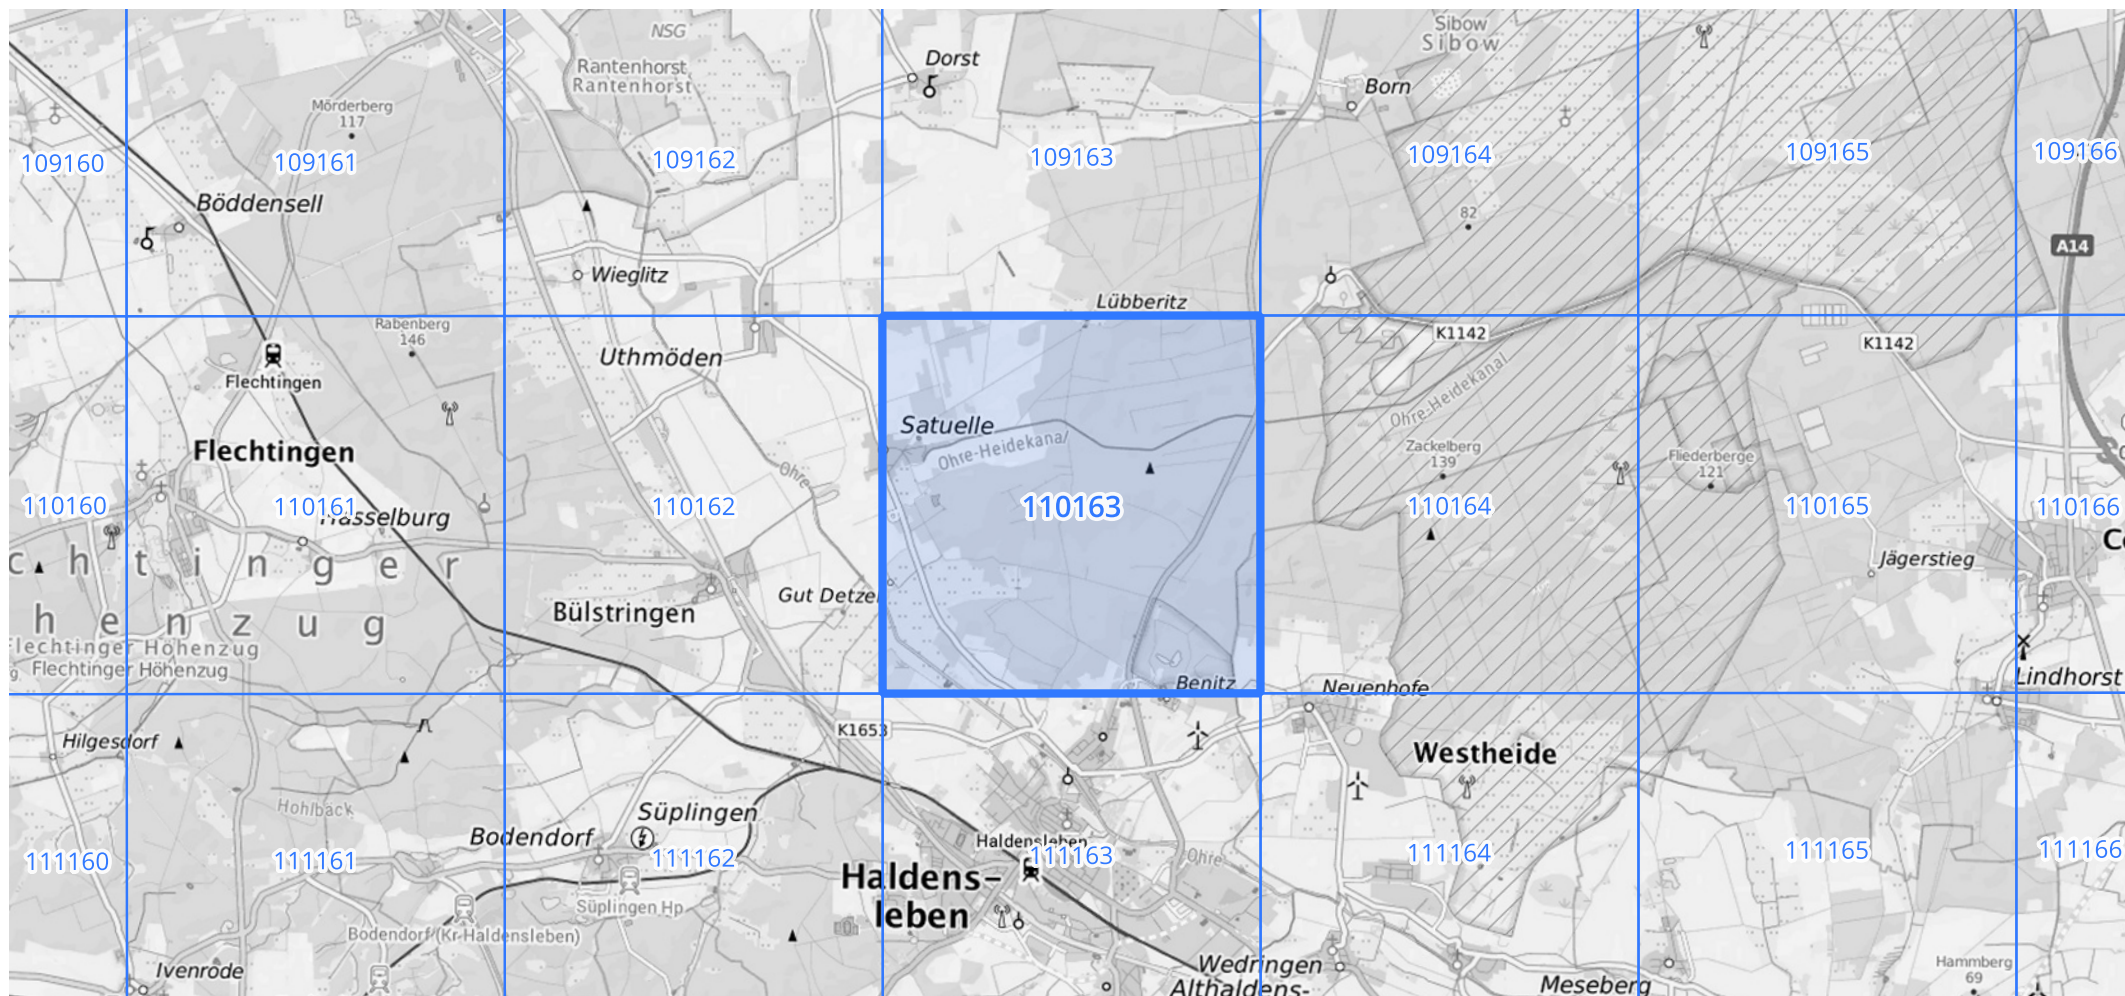 NSG
Sibow
Sibow
Dorst
Rantenhorst
Rantenhorst
Born
Mörderberg
117
109160
109161
109162
109163
109164
109165
109166
Böddensell
82
A14
Wieglitz
Lübberitz
Rabenberg
146
K1142
K1142
Uthmöden
Flechtingen
Ohre-Heidekanal
Satuelle
Flechtingen
Ohre-Heidekanal
Zackelberg
139
Fliederberge
121
Ohre
110160
110161
110162
110163
110164
110165
110166
Hasselburg
C
c h t i n g e r
Jägerstieg
Gut Detzel
Bülstringen
h e n z u g
Flechtinger Höhenzug
Flechtinger Höhenzug
g.
Lindhorst
Benitz
Neuenhofe
K1653
Hilgesdorf
Westheide
Hohlbäck
Süplingen
Bodendorf
Haldensleben
Ohre
111160
111161
111162
111163
111164
111165
111166
Haldens-
leben
Süplingen Hp
Bodendorf (Kr Haldensleben)
Ivenrode
Wedringen
Althaldens-
Hammberg
69
Meseberg